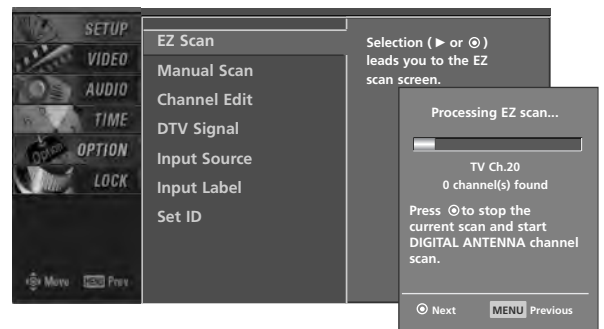 SETUP
VIDEO
AUDIO
TIME
OPTION
LOCK
Move MENU Prev
EZ Scan
Manual Scan
Channel Edit
DTV Signal
Input Source
Input Label
Set ID
Selection ( ► or ⊙ )
leads you to the EZ
scan screen.
Processing EZ scan...
TV Ch.20
0 channel(s) found
Press ⊙ to stop the
current scan and start
DIGITAL ANTENNA channel
scan.
⊙ Next MENU Previous